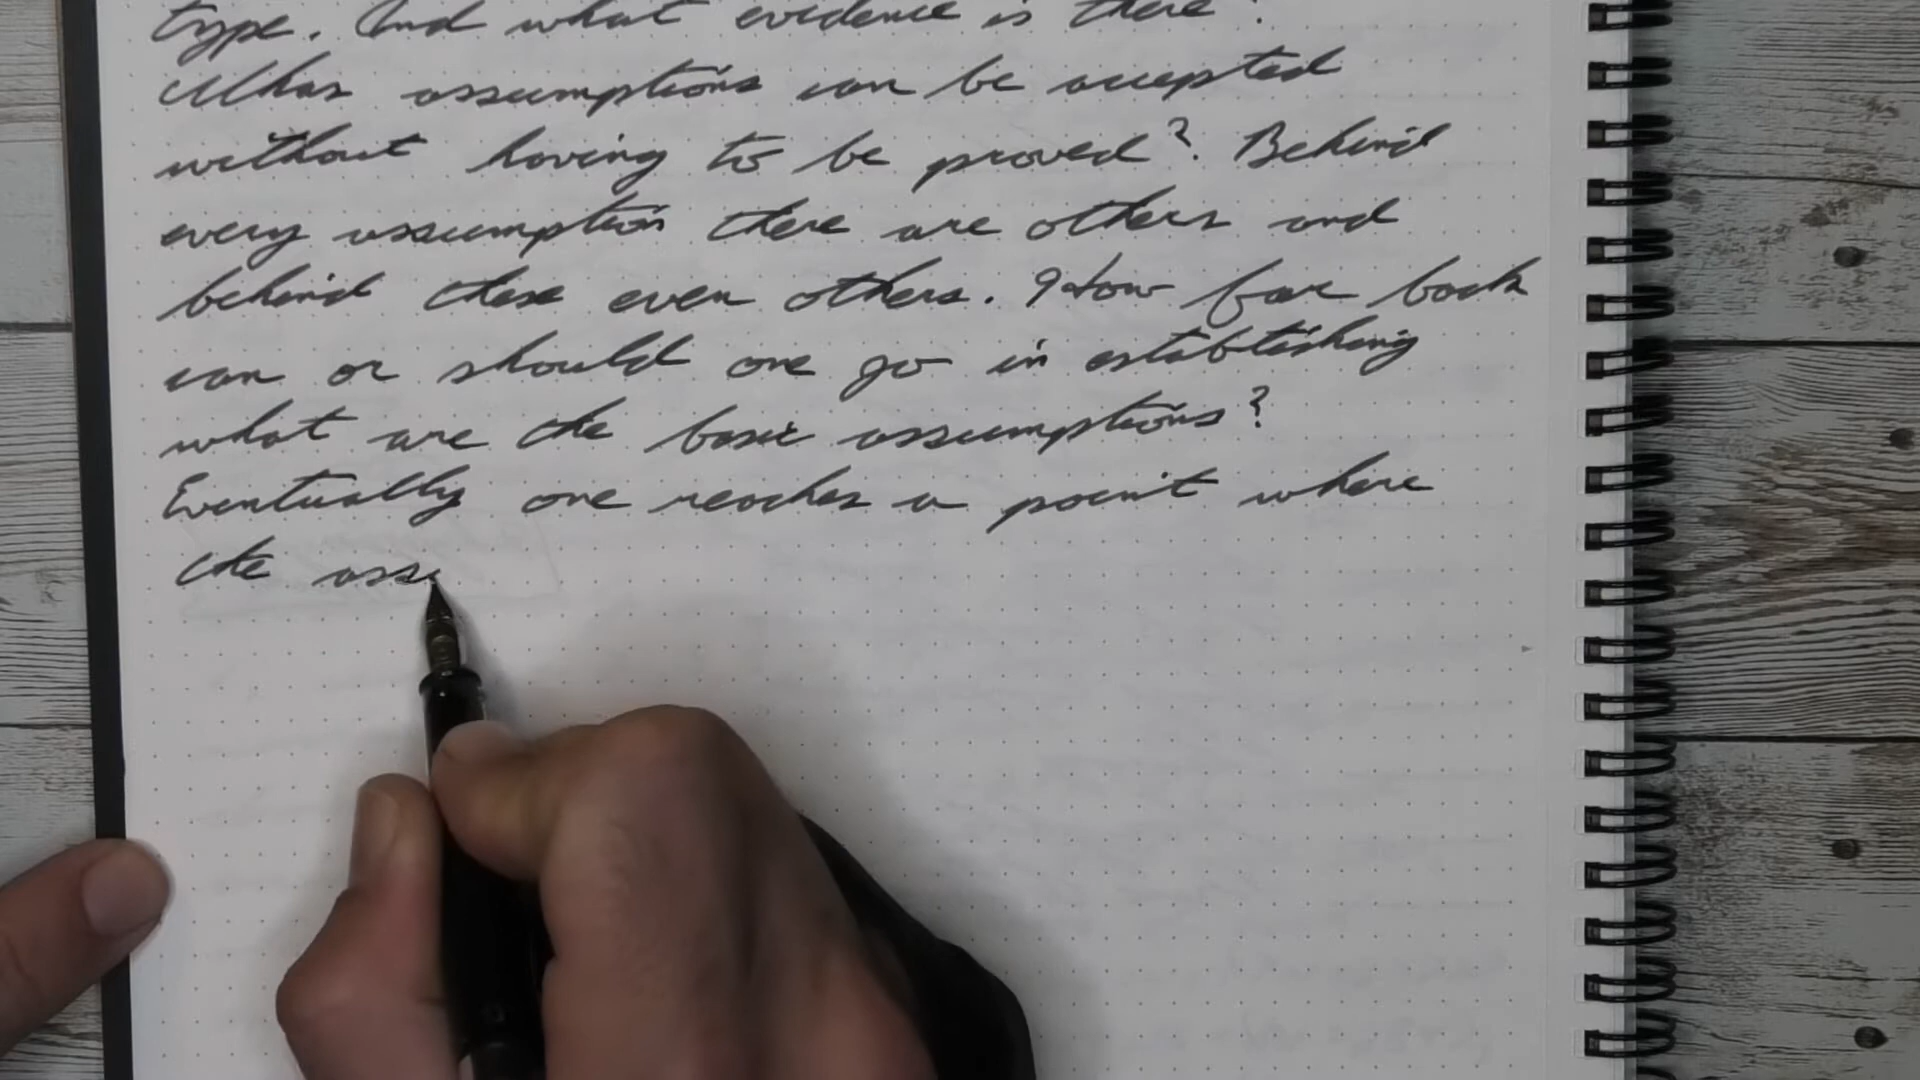 type. And what evidence is there?
What assumptions can be accepted
without having to be proved? Behind
every assumption there are others and
behind these even others. How far back
can or should one go in establishing
what are the basic assumptions?
Eventually one reaches a point where
the assu